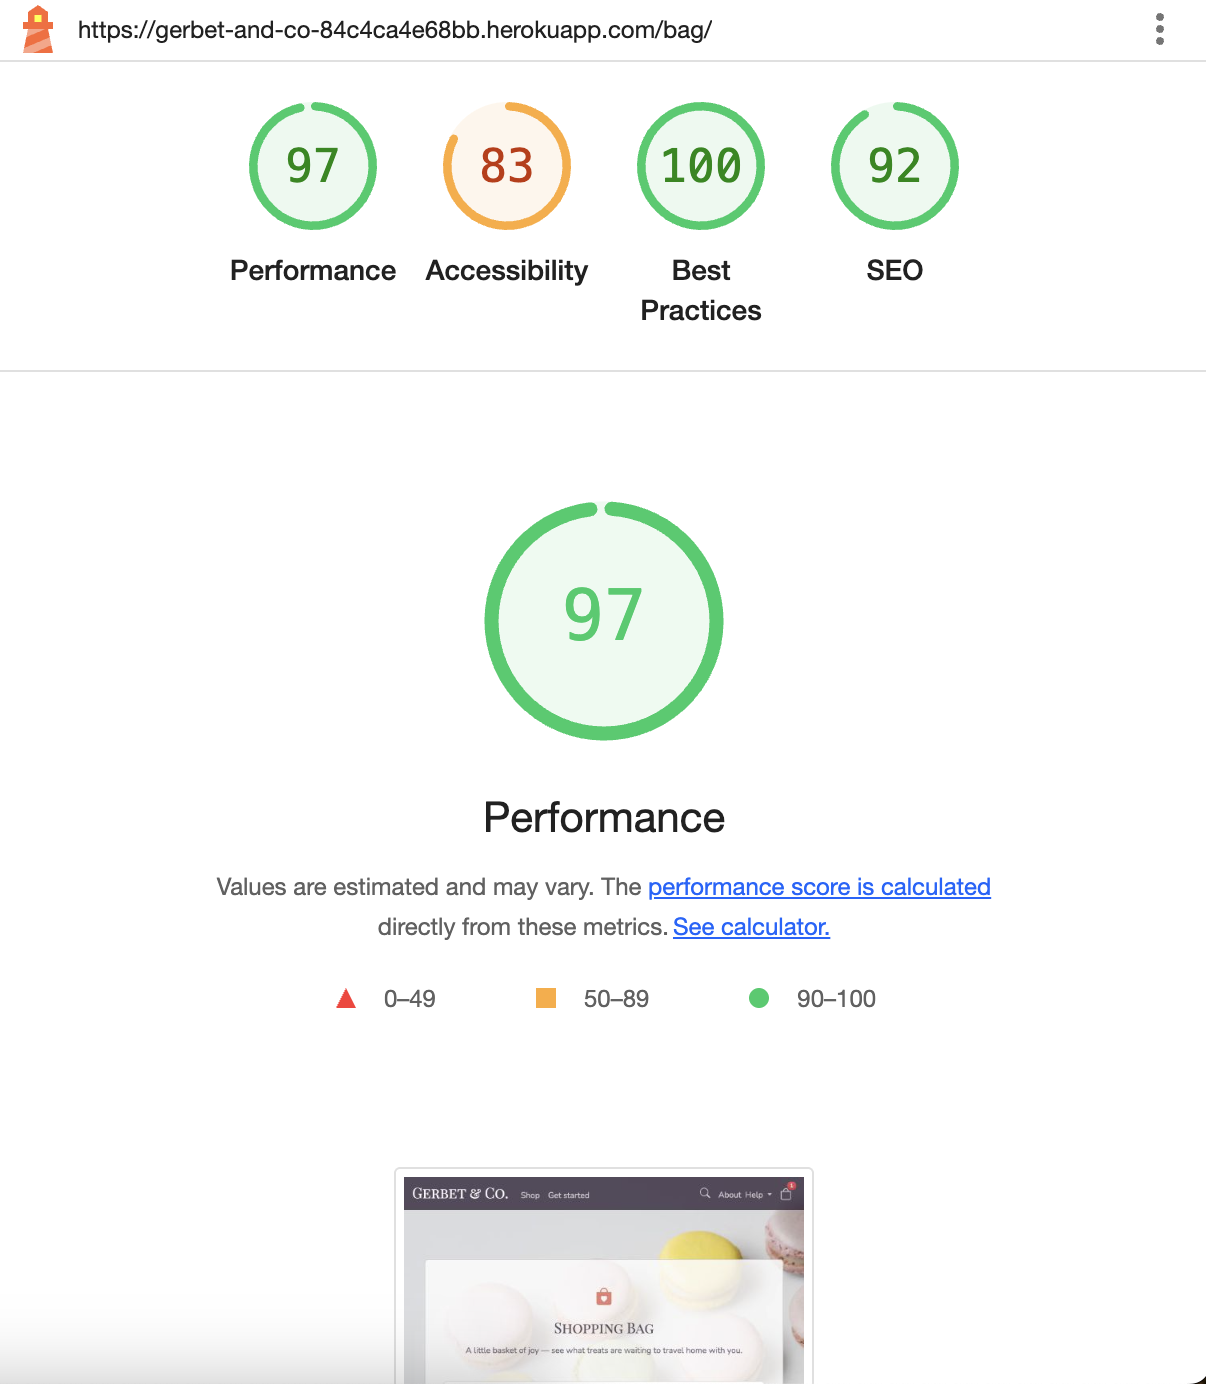 https://gerbet-and-co-84c4ca4e68bb.herokuapp.com/bag/
97
83
100
92
Performance
Accessibility
Best
Practices
SEO
97
Performance
Values are estimated and may vary. The performance score is calculated
directly from these metrics. See calculator.
0–49
50–89
90–100
GERBET & CO. Shop Get started About Help 1
SHOPPING BAG
A little basket of joy — see what treats are waiting to travel home with you.